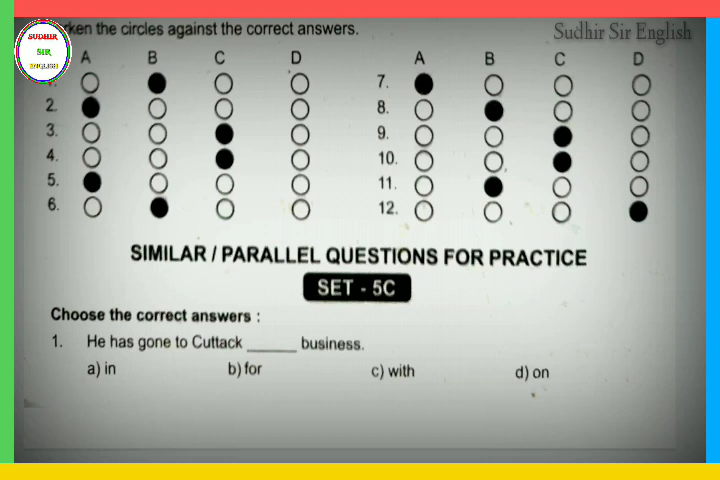 ken the circles against the correct answers.
Sudhir Sir English
SUDHIR
SIR
ENGLISH
A B C D A B C D
1. 7.
2. 8.
3. 9.
4. 10.
5. 11.
6. 12.
SIMILAR / PARALLEL QUESTIONS FOR PRACTICE
SET - 5C
Choose the correct answers :
1. He has gone to Cuttack ______ business.
a) in b) for c) with d) on